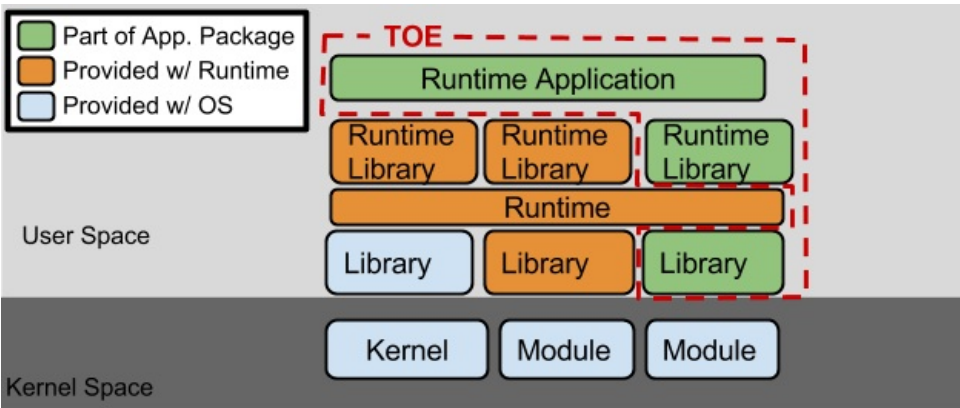 Part of App. Package
Provided w/ Runtime
Provided w/ OS
TOE
Runtime Application
Runtime
Library
Runtime
Library
Runtime
Library
Runtime
User Space
Library
Library
Library
Kernel
Module
Module
Kernel Space